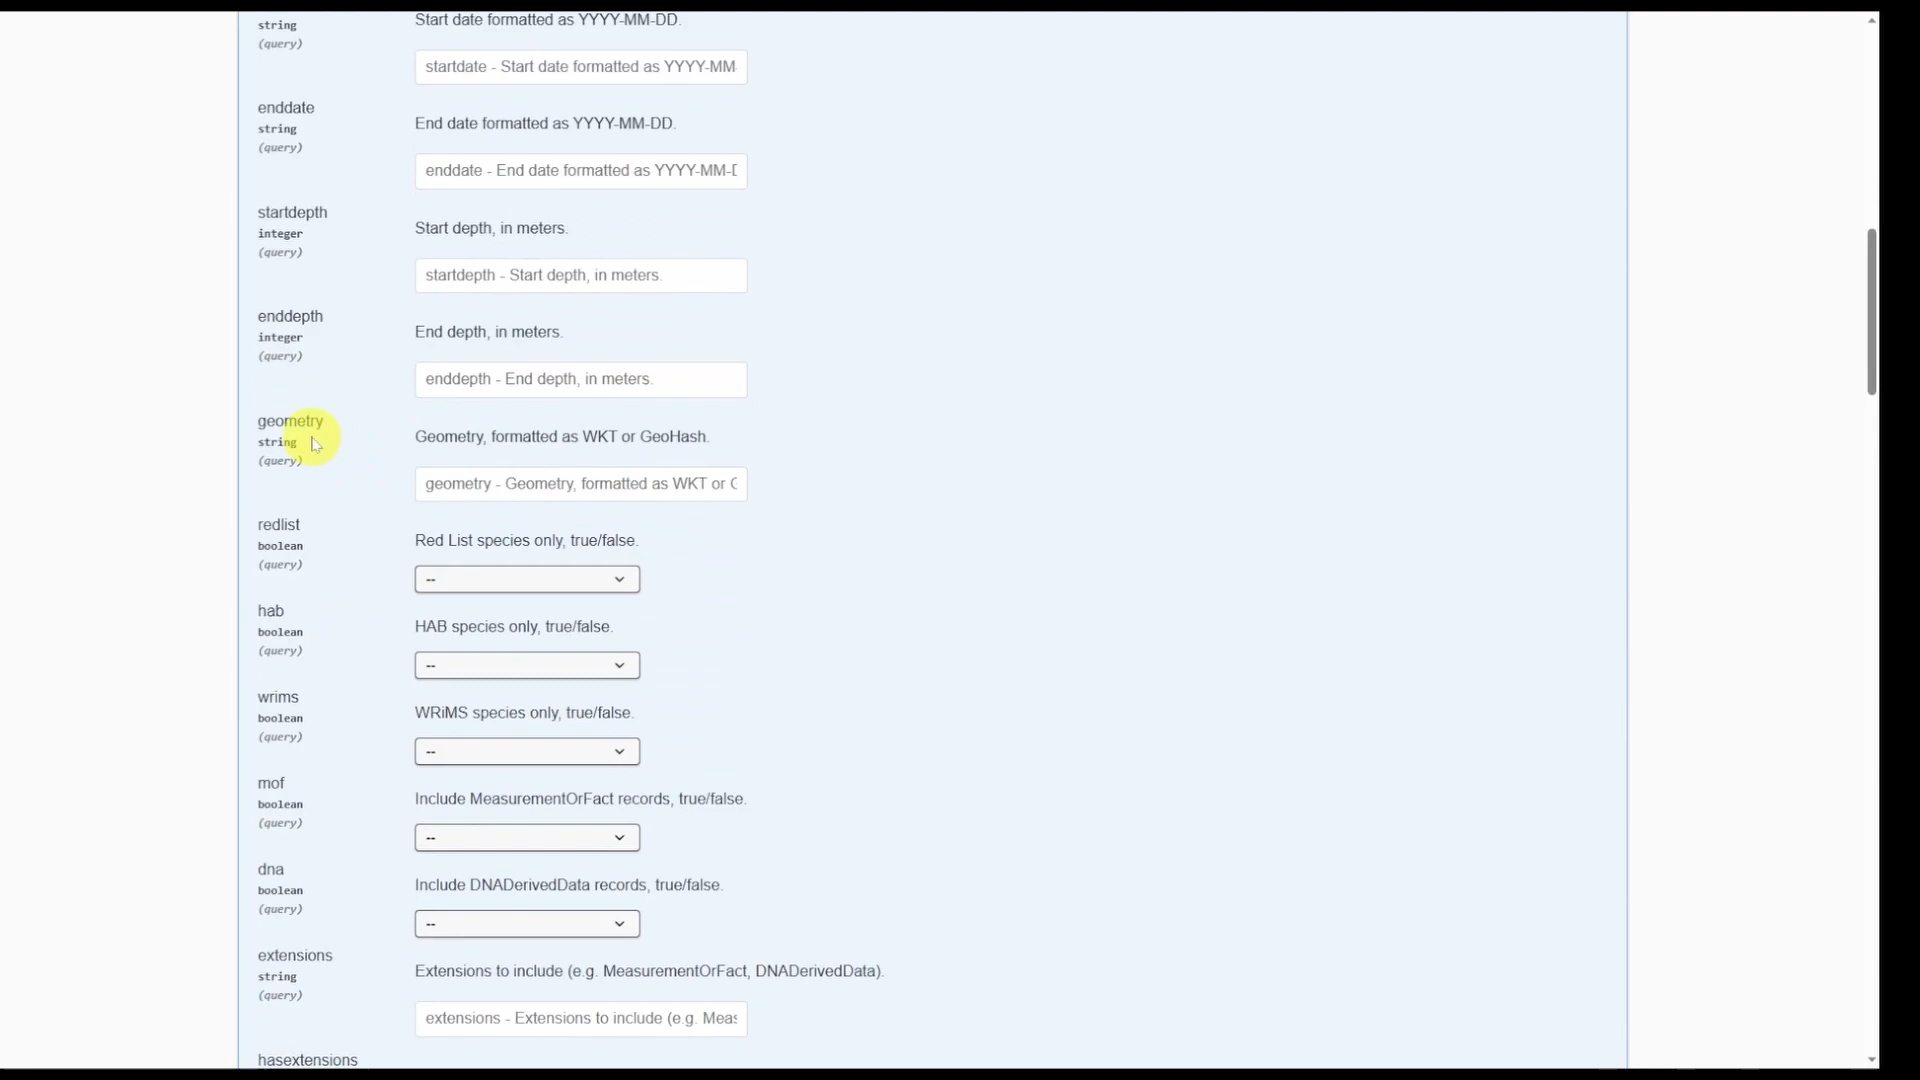 string
Start date formatted as YYYY-MM-DD.
(query)
startdate - Start date formatted as YYYY-MM-
enddate
string
End date formatted as YYYY-MM-DD.
(query)
enddate - End date formatted as YYYY-MM-D
startdepth
integer
Start depth, in meters.
(query)
startdepth - Start depth, in meters.
enddepth
integer
End depth, in meters.
(query)
enddepth - End depth, in meters.
geometry
string
Geometry, formatted as WKT or GeoHash.
(query)
geometry - Geometry, formatted as WKT or G
redlist
boolean
Red List species only, true/false.
(query)
--
hab
boolean
HAB species only, true/false.
(query)
--
wrims
boolean
WRiMS species only, true/false.
(query)
--
mof
boolean
Include MeasurementOrFact records, true/false.
(query)
--
dna
boolean
Include DNADerivedData records, true/false.
(query)
--
extensions
string
Extensions to include (e.g. MeasurementOrFact, DNADerivedData).
(query)
extensions - Extensions to include (e.g. Meas
hasextensions